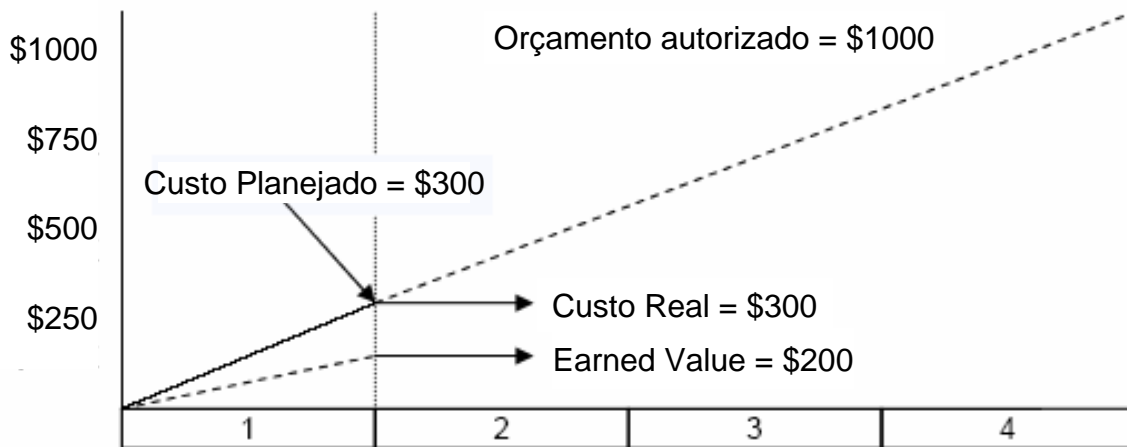 $1000
Orçamento autorizado = $1000
$750
Custo Planejado = $300
$500
$250
Custo Real = $300
Earned Value = $200
1 2 3 4